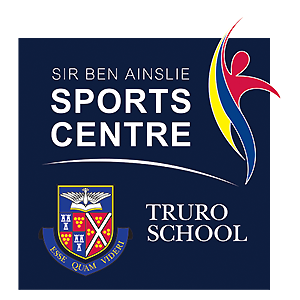 SIR BEN AINSLIE
SPORTS
CENTRE
TRURO
SCHOOL
ESSE QUAM VIDERI